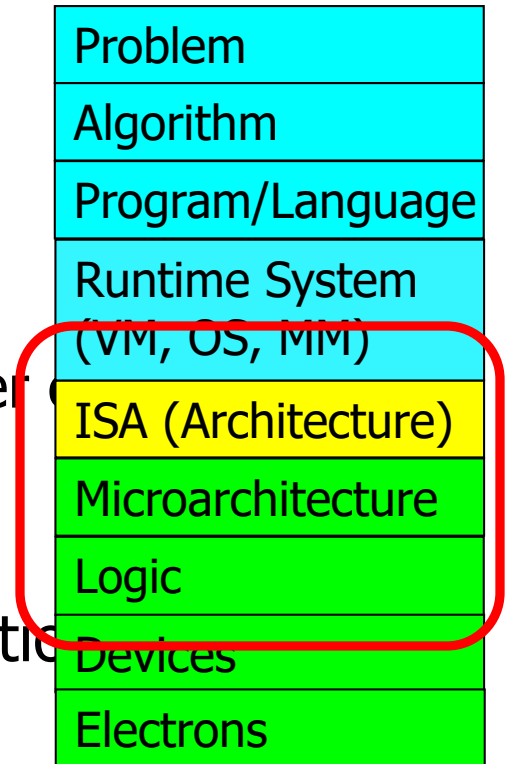 Problem
Algorithm
Program/Language
Runtime System
(VM, OS, MM)
ISA (Architecture)
Microarchitecture
Logic
Devices
Electrons